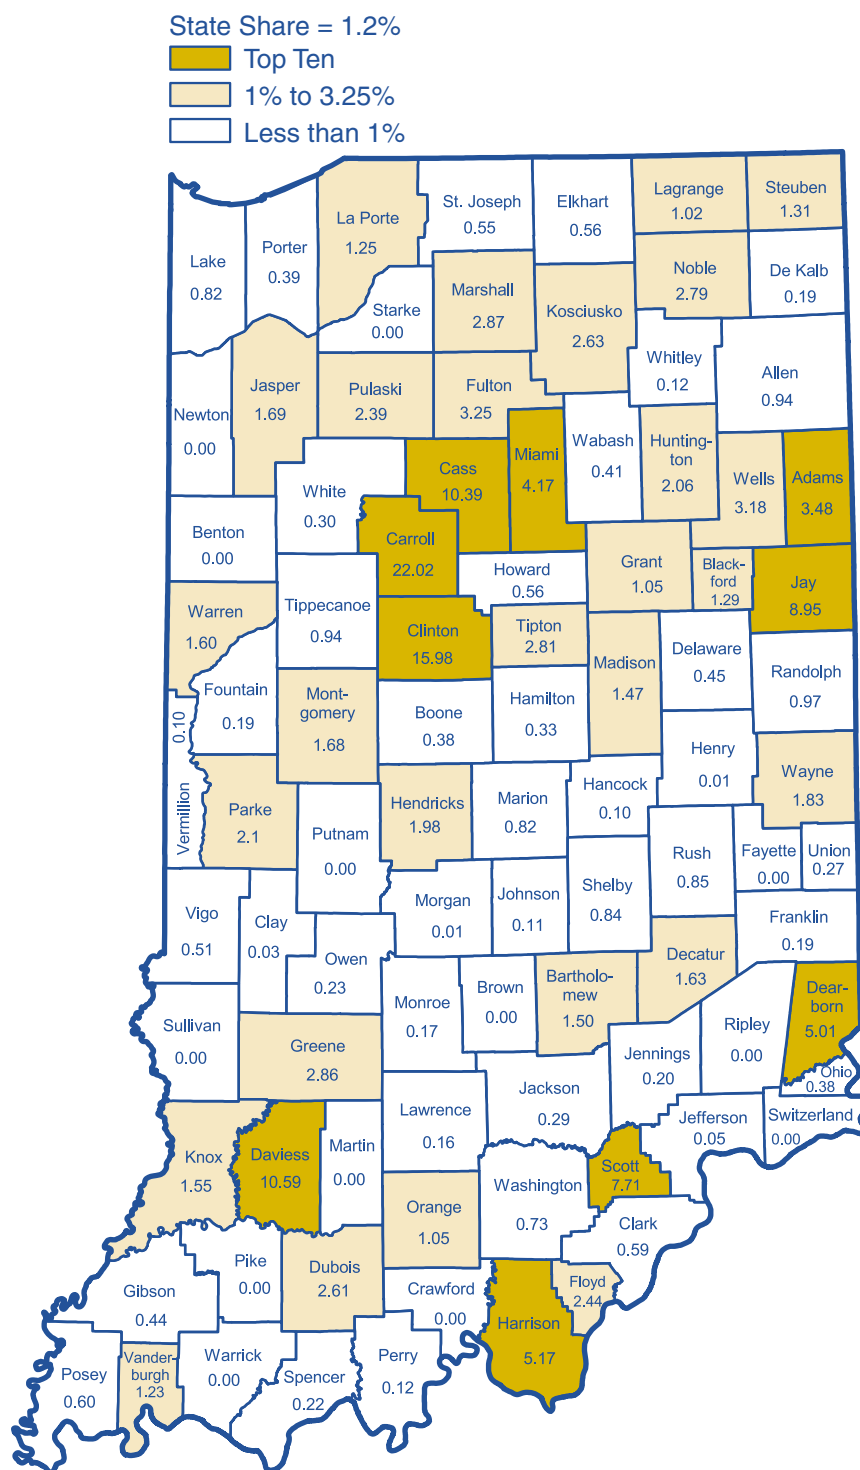 State Share = 1.2%
Top Ten
1% to 3.25%
Less than 1%
Lake
0.82
Porter
0.39
La Porte
1.25
St. Joseph
0.55
Elkhart
0.56
Lagrange
1.02
Steuben
1.31
Starke
0.00
Marshall
2.87
Kosciusko
2.63
Noble
2.79
De Kalb
0.19
Newton
0.00
Jasper
1.69
Pulaski
2.39
Fulton
3.25
Whitley
0.12
Allen
0.94
White
0.30
Cass
10.39
Miami
4.17
Wabash
0.41
Hunting-
ton
2.06
Wells
3.18
Adams
3.48
Benton
0.00
Carroll
22.02
Howard
0.56
Grant
1.05
Black-
ford
1.29
Jay
8.95
Warren
1.60
Tippecanoe
0.94
Clinton
15.98
Tipton
2.81
Madison
1.47
Delaware
0.45
Randolph
0.97
Fountain
0.19
Mont-
gomery
1.68
Boone
0.38
Hamilton
0.33
Henry
0.01
Wayne
1.83
Vermillion
0.10
Parke
2.1
Putnam
0.00
Hendricks
1.98
Marion
0.82
Hancock
0.10
Rush
0.85
Fayette
0.00
Union
0.27
Vigo
0.51
Clay
0.03
Owen
0.23
Morgan
0.01
Johnson
0.11
Shelby
0.84
Decatur
1.63
Franklin
0.19
Sullivan
0.00
Greene
2.86
Monroe
0.17
Brown
0.00
Bartholo-
mew
1.50
Jennings
0.20
Ripley
0.00
Dear-
born
5.01
Ohio
0.38
Knox
1.55
Daviess
10.59
Martin
0.00
Lawrence
0.16
Jackson
0.29
Scott
7.71
Jefferson
0.05
Switzerland
0.00
Orange
1.05
Washington
0.73
Clark
0.59
Gibson
0.44
Pike
0.00
Dubois
2.61
Crawford
0.00
Harrison
5.17
Floyd
2.44
Posey
0.60
Vander-
burgh
1.23
Warrick
0.00
Spencer
0.22
Perry
0.12